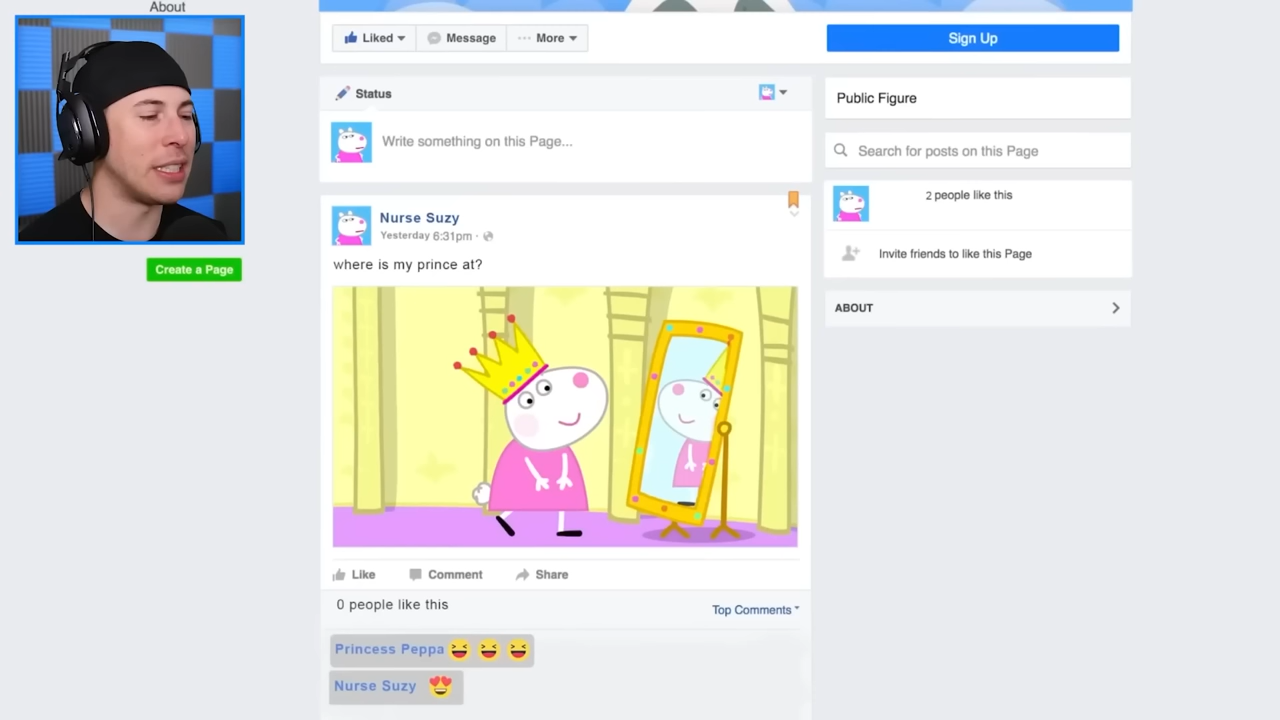 About
Liked
Message
More
Sign Up
Status
Write something on this Page...
Public Figure
Search for posts on this Page
2 people like this
Invite friends to like this Page
ABOUT
Create a Page
Nurse Suzy
Yesterday 6:31pm ·
where is my prince at?
Like
Comment
Share
0 people like this
Top Comments
Princess Peppa 😆 😆 😆
Nurse Suzy 😍